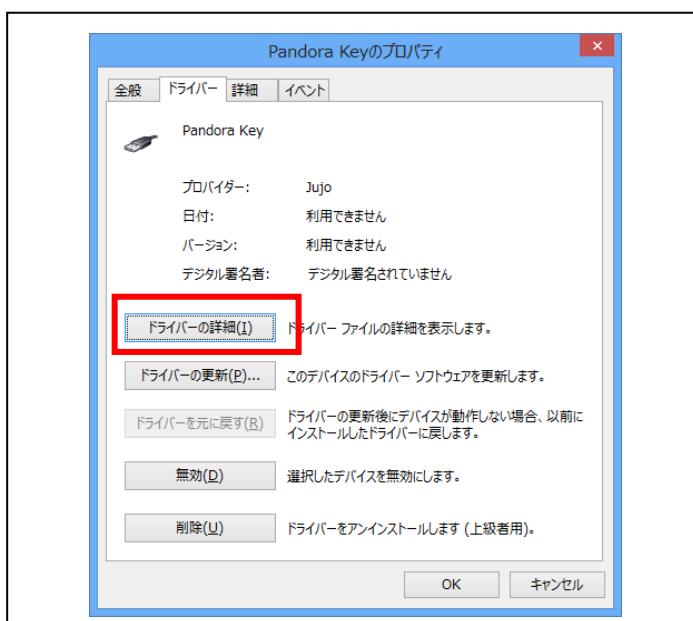 Pandora Keyのプロパティ
全般 ドライバー 詳細 イベント
Pandora Key
プロバイダー: Jujo
日付: 利用できません
バージョン: 利用できません
デジタル署名者: デジタル署名されていません
ドライバーの詳細(I) ドライバー ファイルの詳細を表示します。
ドライバーの更新(P)... このデバイスのドライバー ソフトウェアを更新します。
ドライバーを元に戻す(R) ドライバーの更新後にデバイスが動作しない場合、以前に
インストールしたドライバーに戻します。
無効(D) 選択したデバイスを無効にします。
削除(U) ドライバーをアンインストールします (上級者用)。
OK キャンセル